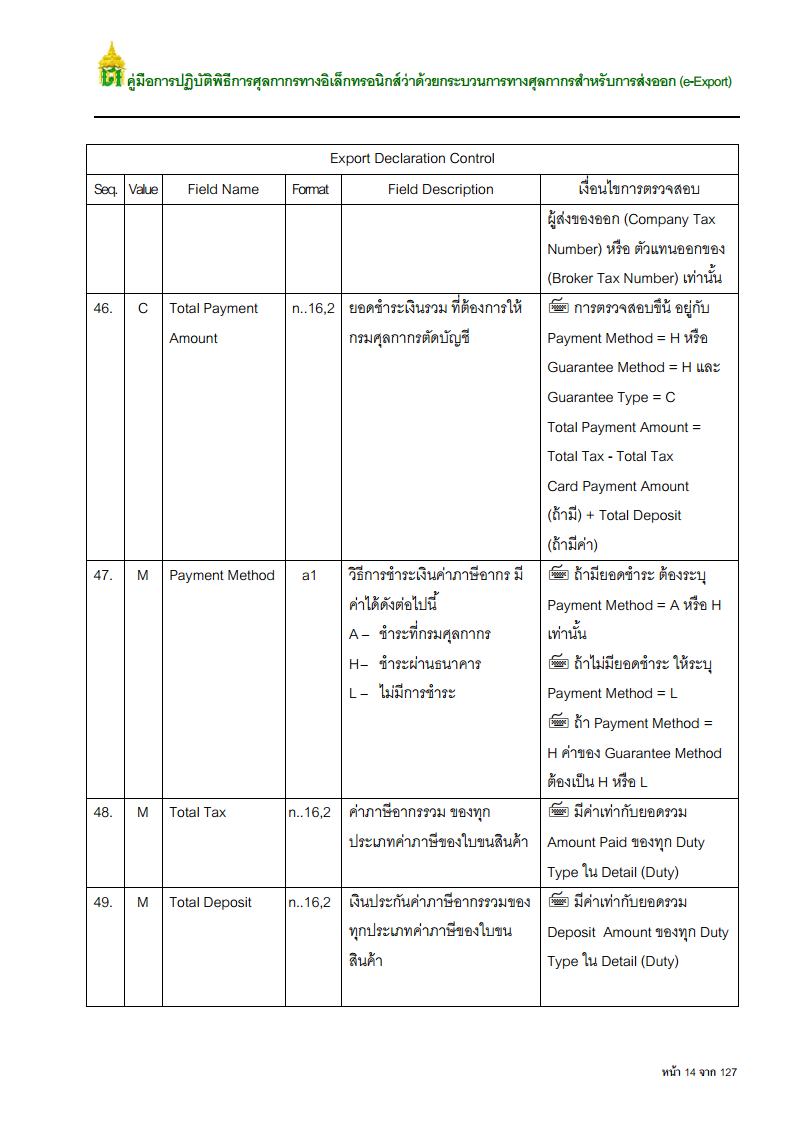 คู่มือการปฏิบัติพิธีการศุลกากรทางอิเล็กทรอนิกส์ว่าด้วยกระบวนการทางศุลกากรสำหรับการส่งออก (e-Export)
Export Declaration Control
Seq. Value Field Name Format Field Description เงื่อนไขการตรวจสอบ
ผู้ส่งของออก (Company Tax
Number) หรือ ตัวแทนออกของ
(Broker Tax Number) เท่านั้น
46. C Total Payment n..16,2 ยอดชำระเงินรวม ที่ต้องการให้ การตรวจสอบขึ้น อยู่กับ
Amount กรมศุลกากรตัดบัญชี Payment Method = H หรือ
Guarantee Method = H และ
Guarantee Type = C
Total Payment Amount =
Total Tax - Total Tax
Card Payment Amount
(ถ้ามี) + Total Deposit
(ถ้ามีค่า)
47. M Payment Method a1 วิธีการชำระเงินค่าภาษีอากร มี ถ้ามียอดชำระ ต้องระบุ
ค่าได้ดังต่อไปนี้ Payment Method = A หรือ H
A – ชำระที่กรมศุลกากร เท่านั้น
H– ชำระผ่านธนาคาร ถ้าไม่มียอดชำระ ให้ระบุ
L – ไม่มีการชำระ Payment Method = L
ถ้า Payment Method =
H ค่าของ Guarantee Method
ต้องเป็น H หรือ L
48. M Total Tax n..16,2 ค่าภาษีอากรรวม ของทุก มีค่าเท่ากับยอดรวม
ประเภทค่าภาษีของใบขนสินค้า Amount Paid ของทุก Duty
Type ใน Detail (Duty)
49. M Total Deposit n..16,2 เงินประกันค่าภาษีอากรรวมของ มีค่าเท่ากับยอดรวม
ทุกประเภทค่าภาษีของใบขน Deposit Amount ของทุก Duty
สินค้า Type ใน Detail (Duty)
หน้า 14 จาก 127